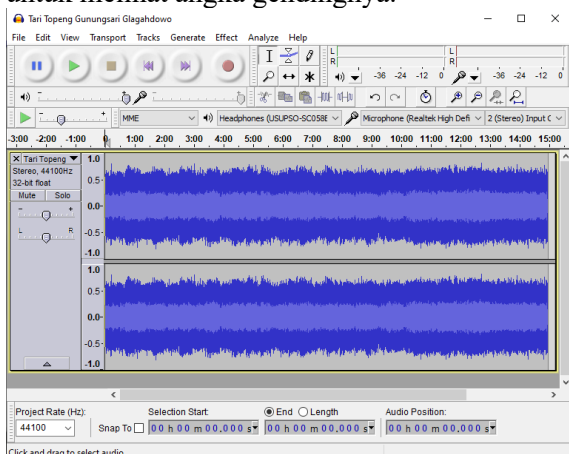 untuk melihat angka gendingnya.
Tari Topeng Gunungsari Glagahdowo
File Edit View Transport Tracks Generate Effect Analyze Help
L
R
-36 -24 -12 0
L
R
-36 -24 -12 0
MME
Headphones (USUPSO-SC058E
Microphone (Realtek High Defi
2 (Stereo) Input C
-3:00 -2:00 -1:00 0 1:00 2:00 3:00 4:00 5:00 6:00 7:00 8:00 9:00 10:00 11:00 12:00 13:00 14:00 15:00
Tari Topeng
Stereo, 44100Hz
32-bit float
Mute Solo
- +
L R
1.0
0.5-
0.0-
-0.5-
-1.0
1.0
0.5-
0.0-
-0.5-
-1.0
Project Rate (Hz):
44100
Snap To
Selection Start:
00 h 00 m 00,000 s
End Length
00 h 00 m 00,000 s
Audio Position:
00 h 00 m 00,000 s
Click and drag to select audio